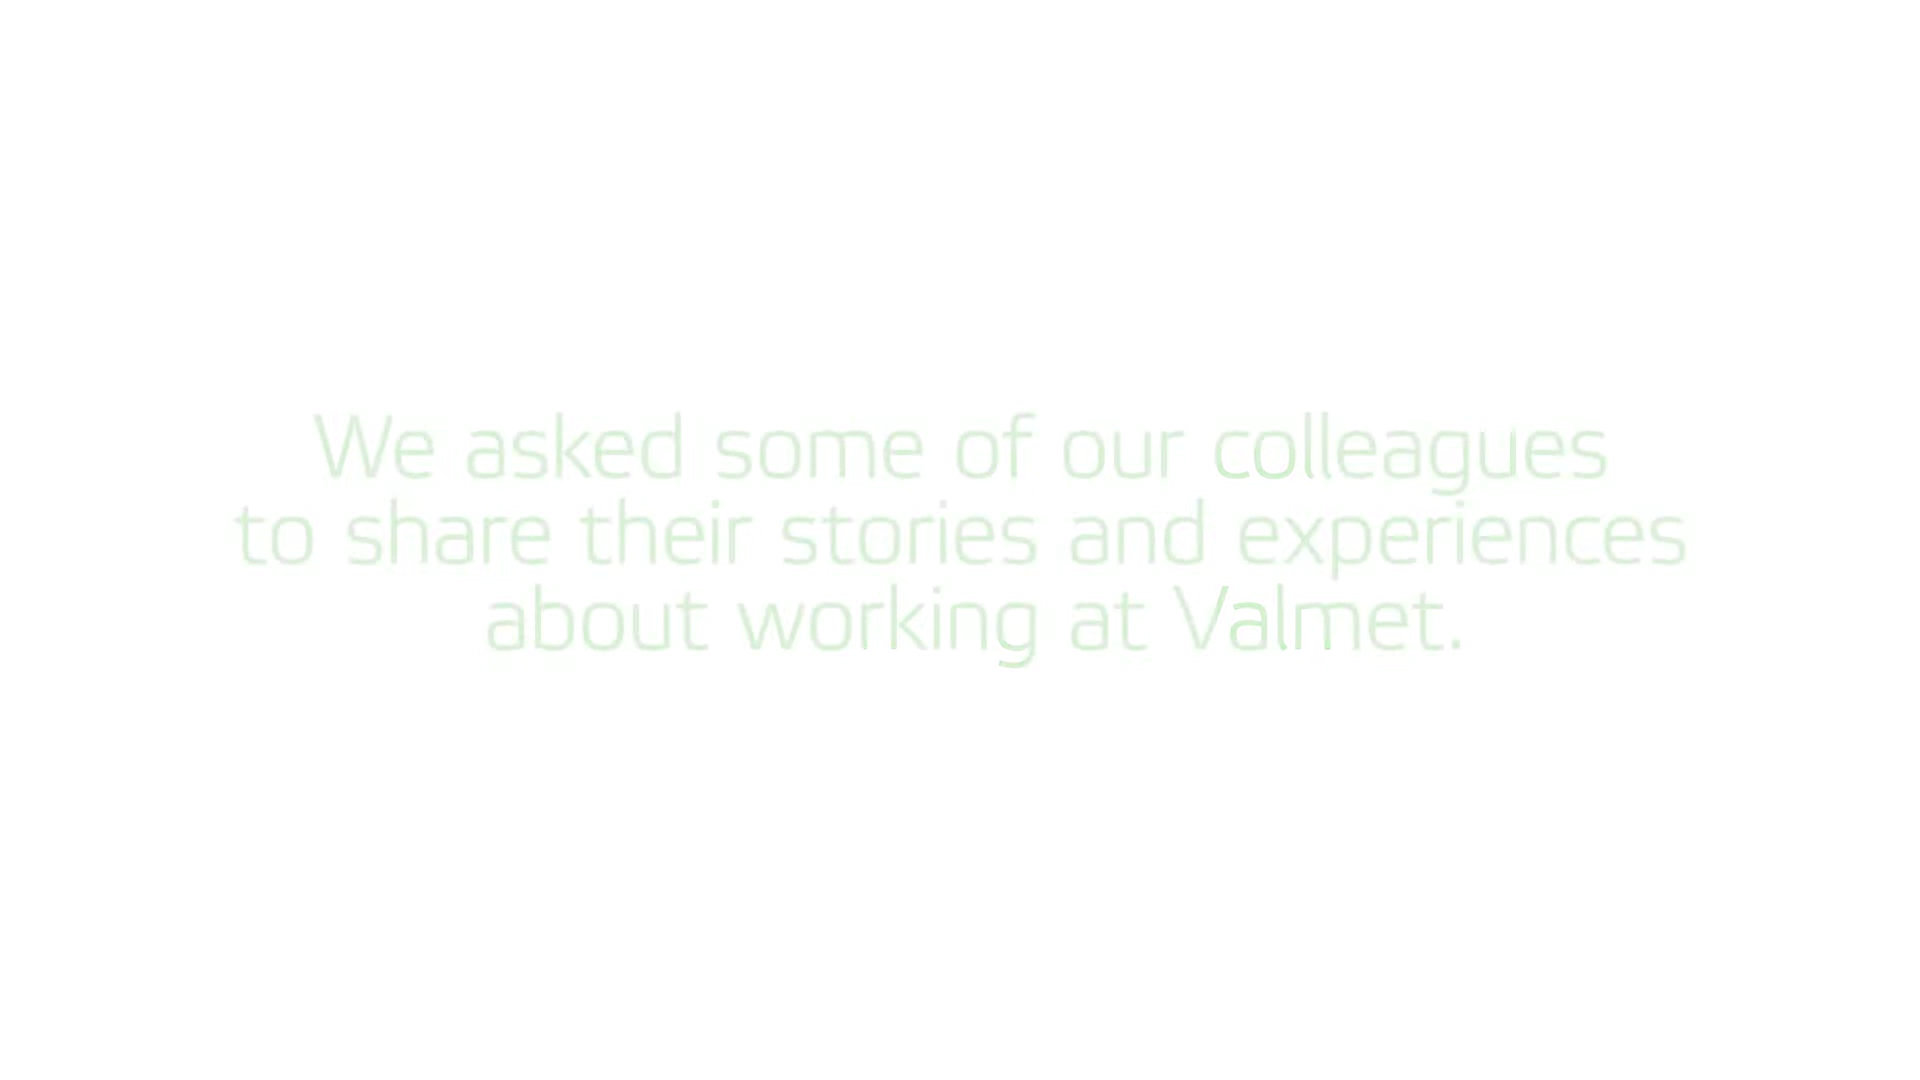 We asked some of our colleagues
to share their stories and experiences
about working at Valmet.